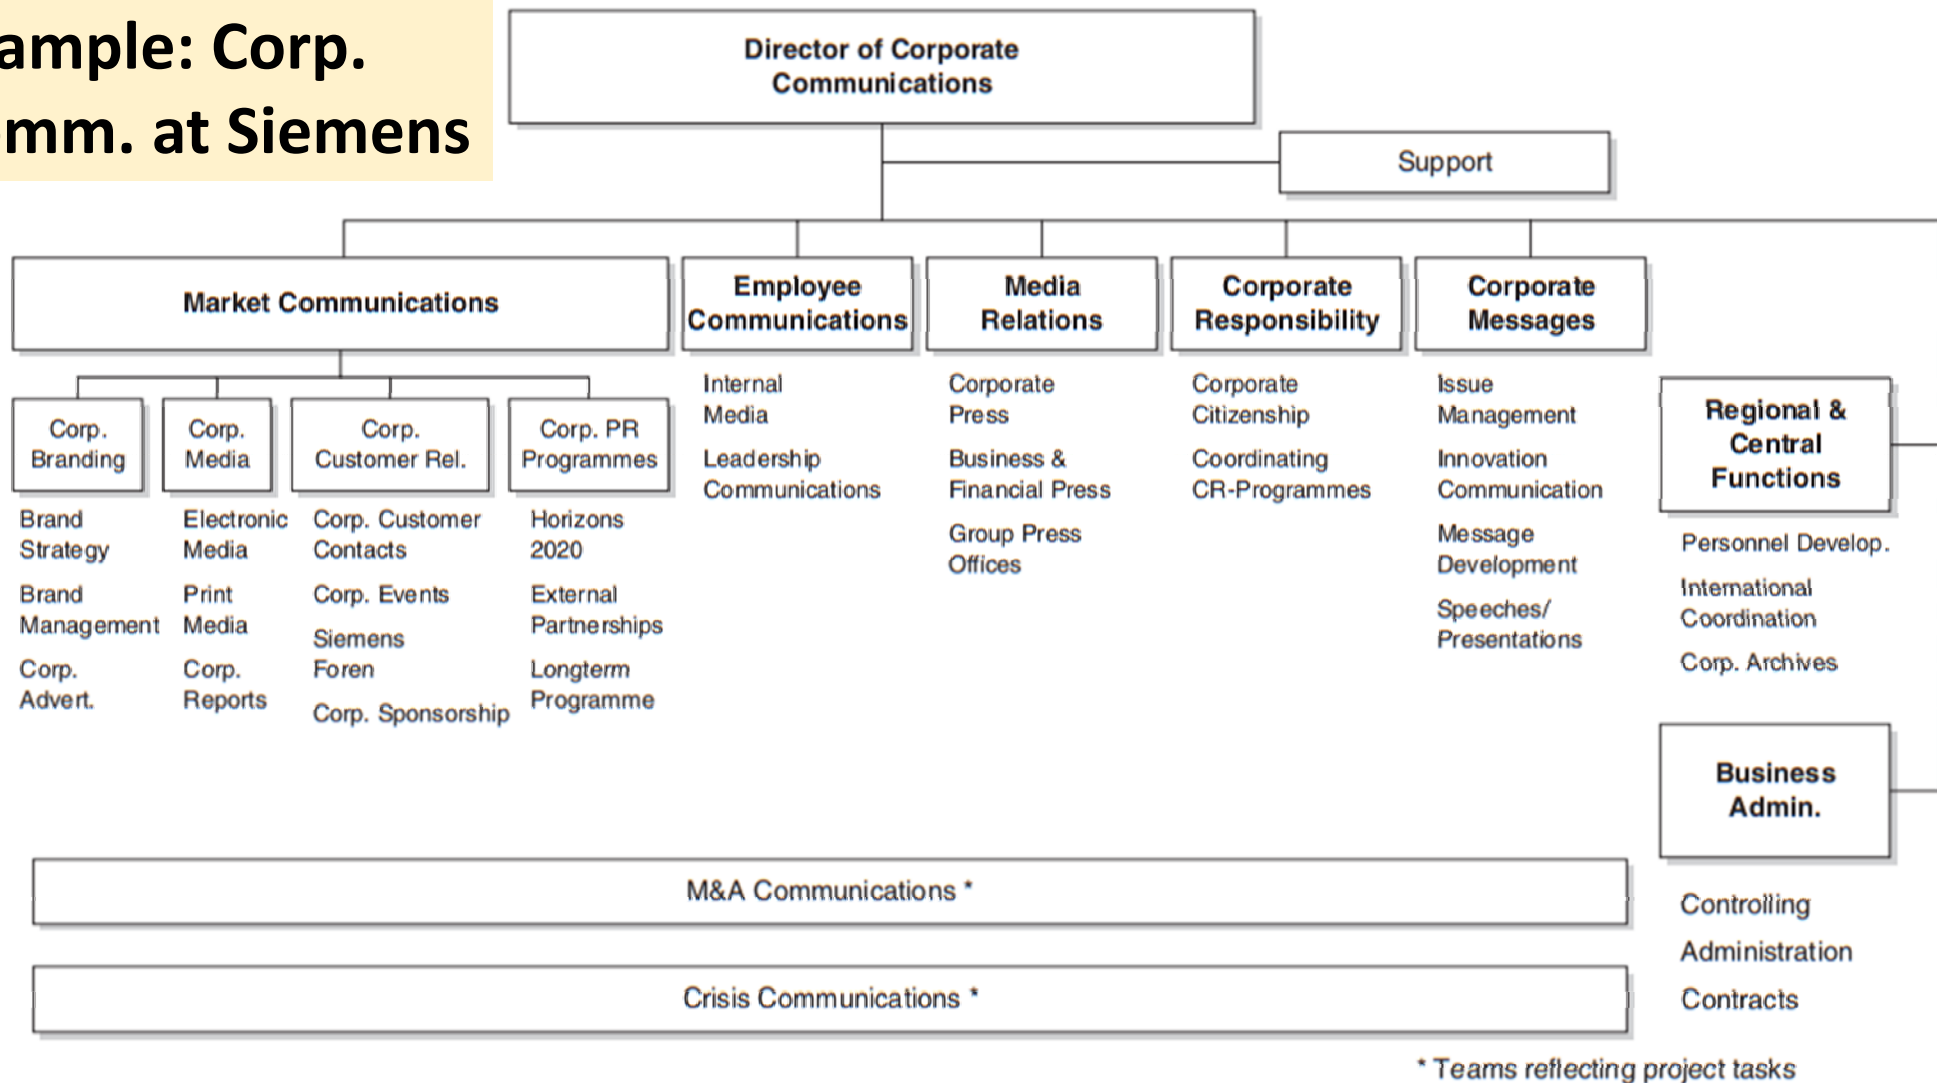 ample: Corp.
mm. at Siemens
Director of Corporate
Communications
Support
Market Communications
Employee
Communications
Media
Relations
Corporate
Responsibility
Corporate
Messages
Corp.
Branding
Corp.
Media
Corp.
Customer Rel.
Corp. PR
Programmes
Brand
Strategy
Brand
Management
Corp.
Advert.
Electronic
Media
Print
Media
Corp.
Reports
Corp. Customer
Contacts
Corp. Events
Siemens
Foren
Corp. Sponsorship
Horizons
2020
External
Partnerships
Longterm
Programme
Internal
Media
Leadership
Communications
Corporate
Press
Business &
Financial Press
Group Press
Offices
Corporate
Citizenship
Coordinating
CR-Programmes
Issue
Management
Innovation
Communication
Message
Development
Speeches/
Presentations
Regional &
Central
Functions
Personnel Develop.
International
Coordination
Corp. Archives
Business
Admin.
Controlling
Administration
Contracts
M&A Communications *
Crisis Communications *
* Teams reflecting project tasks